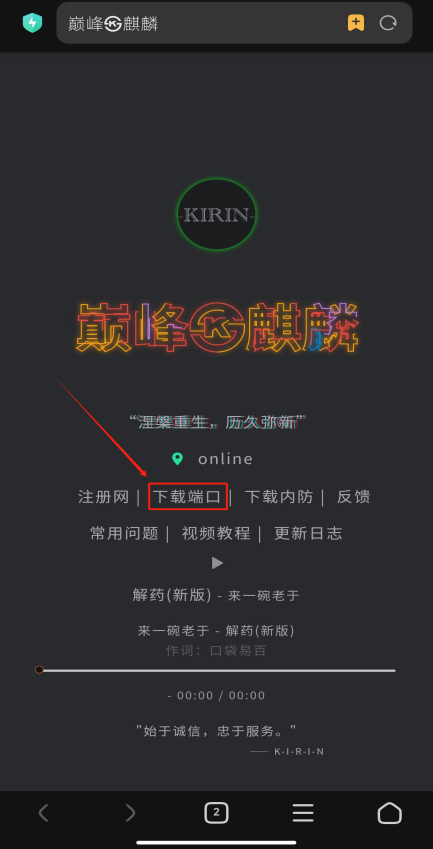 巅峰K麒麟
KIRIN
巅峰K麒麟
“涅槃重生，历久弥新”
online
注册网 | 下载端口 | 下载内防 | 反馈
常用问题 | 视频教程 | 更新日志
解药(新版) - 来一碗老于
来一碗老于 - 解药(新版)
作词：口袋易百
- 00:00 / 00:00
"始于诚信，忠于服务。"
—— K-I-R-I-N
2